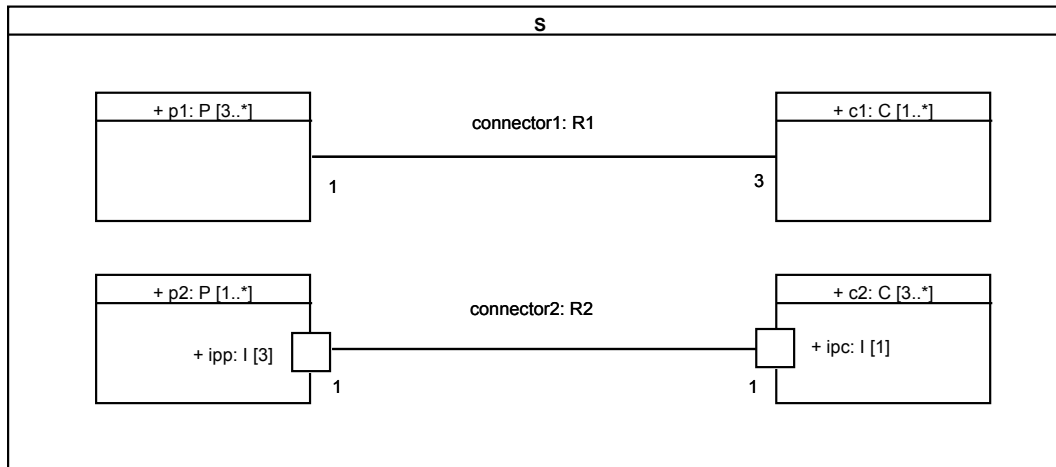 S
+ p1: P [3..*]
+ c1: C [1..*]
connector1: R1
1
3
+ p2: P [1..*]
+ c2: C [3..*]
connector2: R2
+ ipp: I [3]
+ ipc: I [1]
1
1